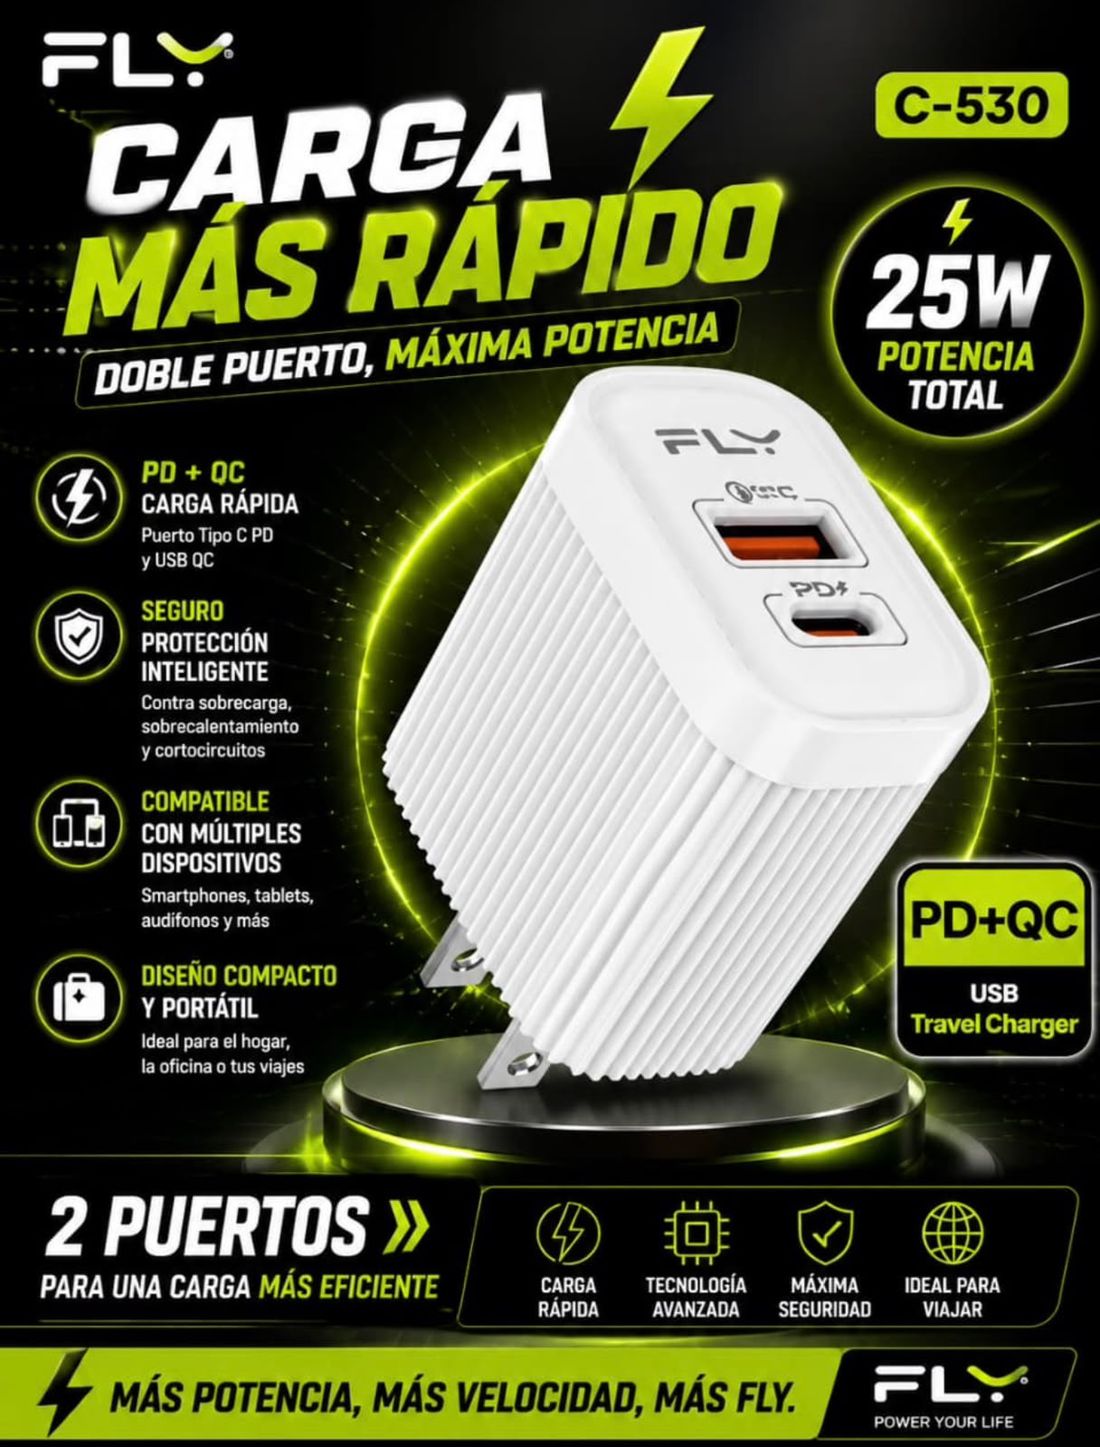 FLY
C-530
CARGA
MÁS RÁPIDO
DOBLE PUERTO, MÁXIMA POTENCIA
25W
POTENCIA
TOTAL
PD + QC
CARGA RÁPIDA
Puerto Tipo C PD
y USB QC
SEGURO
PROTECCIÓN
INTELIGENTE
Contra sobrecarga,
sobrecalentamiento
y cortocircuitos
COMPATIBLE
CON MÚLTIPLES
DISPOSITIVOS
Smartphones, tablets,
audífonos y más
DISEÑO COMPACTO
Y PORTÁTIL
Ideal para el hogar,
la oficina o tus viajes
FLY
PD
PD+QC
USB
Travel Charger
2 PUERTOS
PARA UNA CARGA MÁS EFICIENTE
CARGA
RÁPIDA
TECNOLOGÍA
AVANZADA
MÁXIMA
SEGURIDAD
IDEAL PARA
VIAJAR
MÁS POTENCIA, MÁS VELOCIDAD, MÁS FLY.
FLY
POWER YOUR LIFE